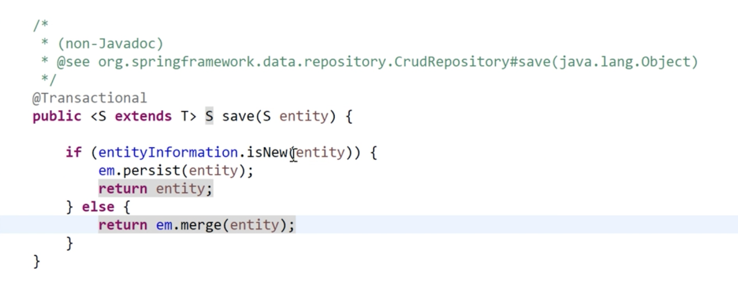 /*
 * (non-Javadoc)
 * @see org.springframework.data.repository.CrudRepository#save(java.lang.Object)
 */
@Transactional
public <S extends T> S save(S entity) {
if (entityInformation.isNew(entity)) {
em.persist(entity);
return entity;
} else {
return em.merge(entity);
}
}